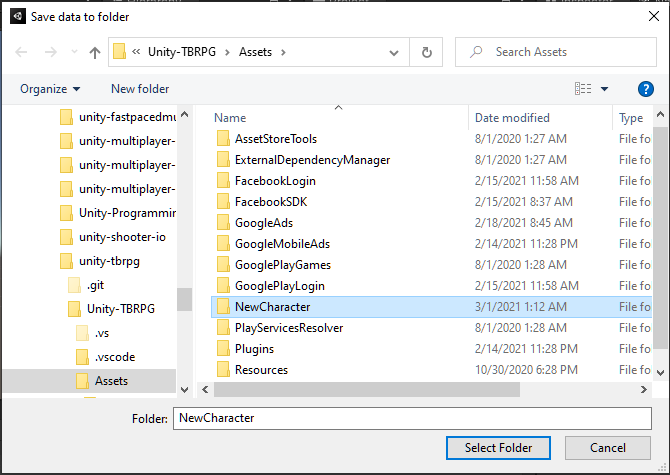 Save data to folder
« Unity-TBRPG > Assets >
Search Assets
Organize
New folder
unity-fastpacedmu
unity-multiplayer-
unity-multiplayer-
unity-multiplayer-
Unity-Programmin
unity-shooter-io
unity-tbrpg
.git
Unity-TBRPG
.vs
.vscode
Assets
Name Date modified Type
AssetStoreTools 8/1/2020 1:27 AM File fo
ExternalDependencyManager 8/1/2020 1:27 AM File fo
FacebookLogin 2/15/2021 11:58 AM File fo
FacebookSDK 2/15/2021 8:37 AM File fo
GoogleAds 2/18/2021 8:45 AM File fo
GoogleMobileAds 2/14/2021 11:28 PM File fo
GooglePlayGames 8/1/2020 1:28 AM File fo
GooglePlayLogin 2/15/2021 11:58 AM File fo
NewCharacter 3/1/2021 1:12 AM File fo
PlayServicesResolver 8/1/2020 1:28 AM File fo
Plugins 2/14/2021 11:28 PM File fo
Resources 10/30/2020 6:28 PM File fo
Folder: NewCharacter
Select Folder
Cancel